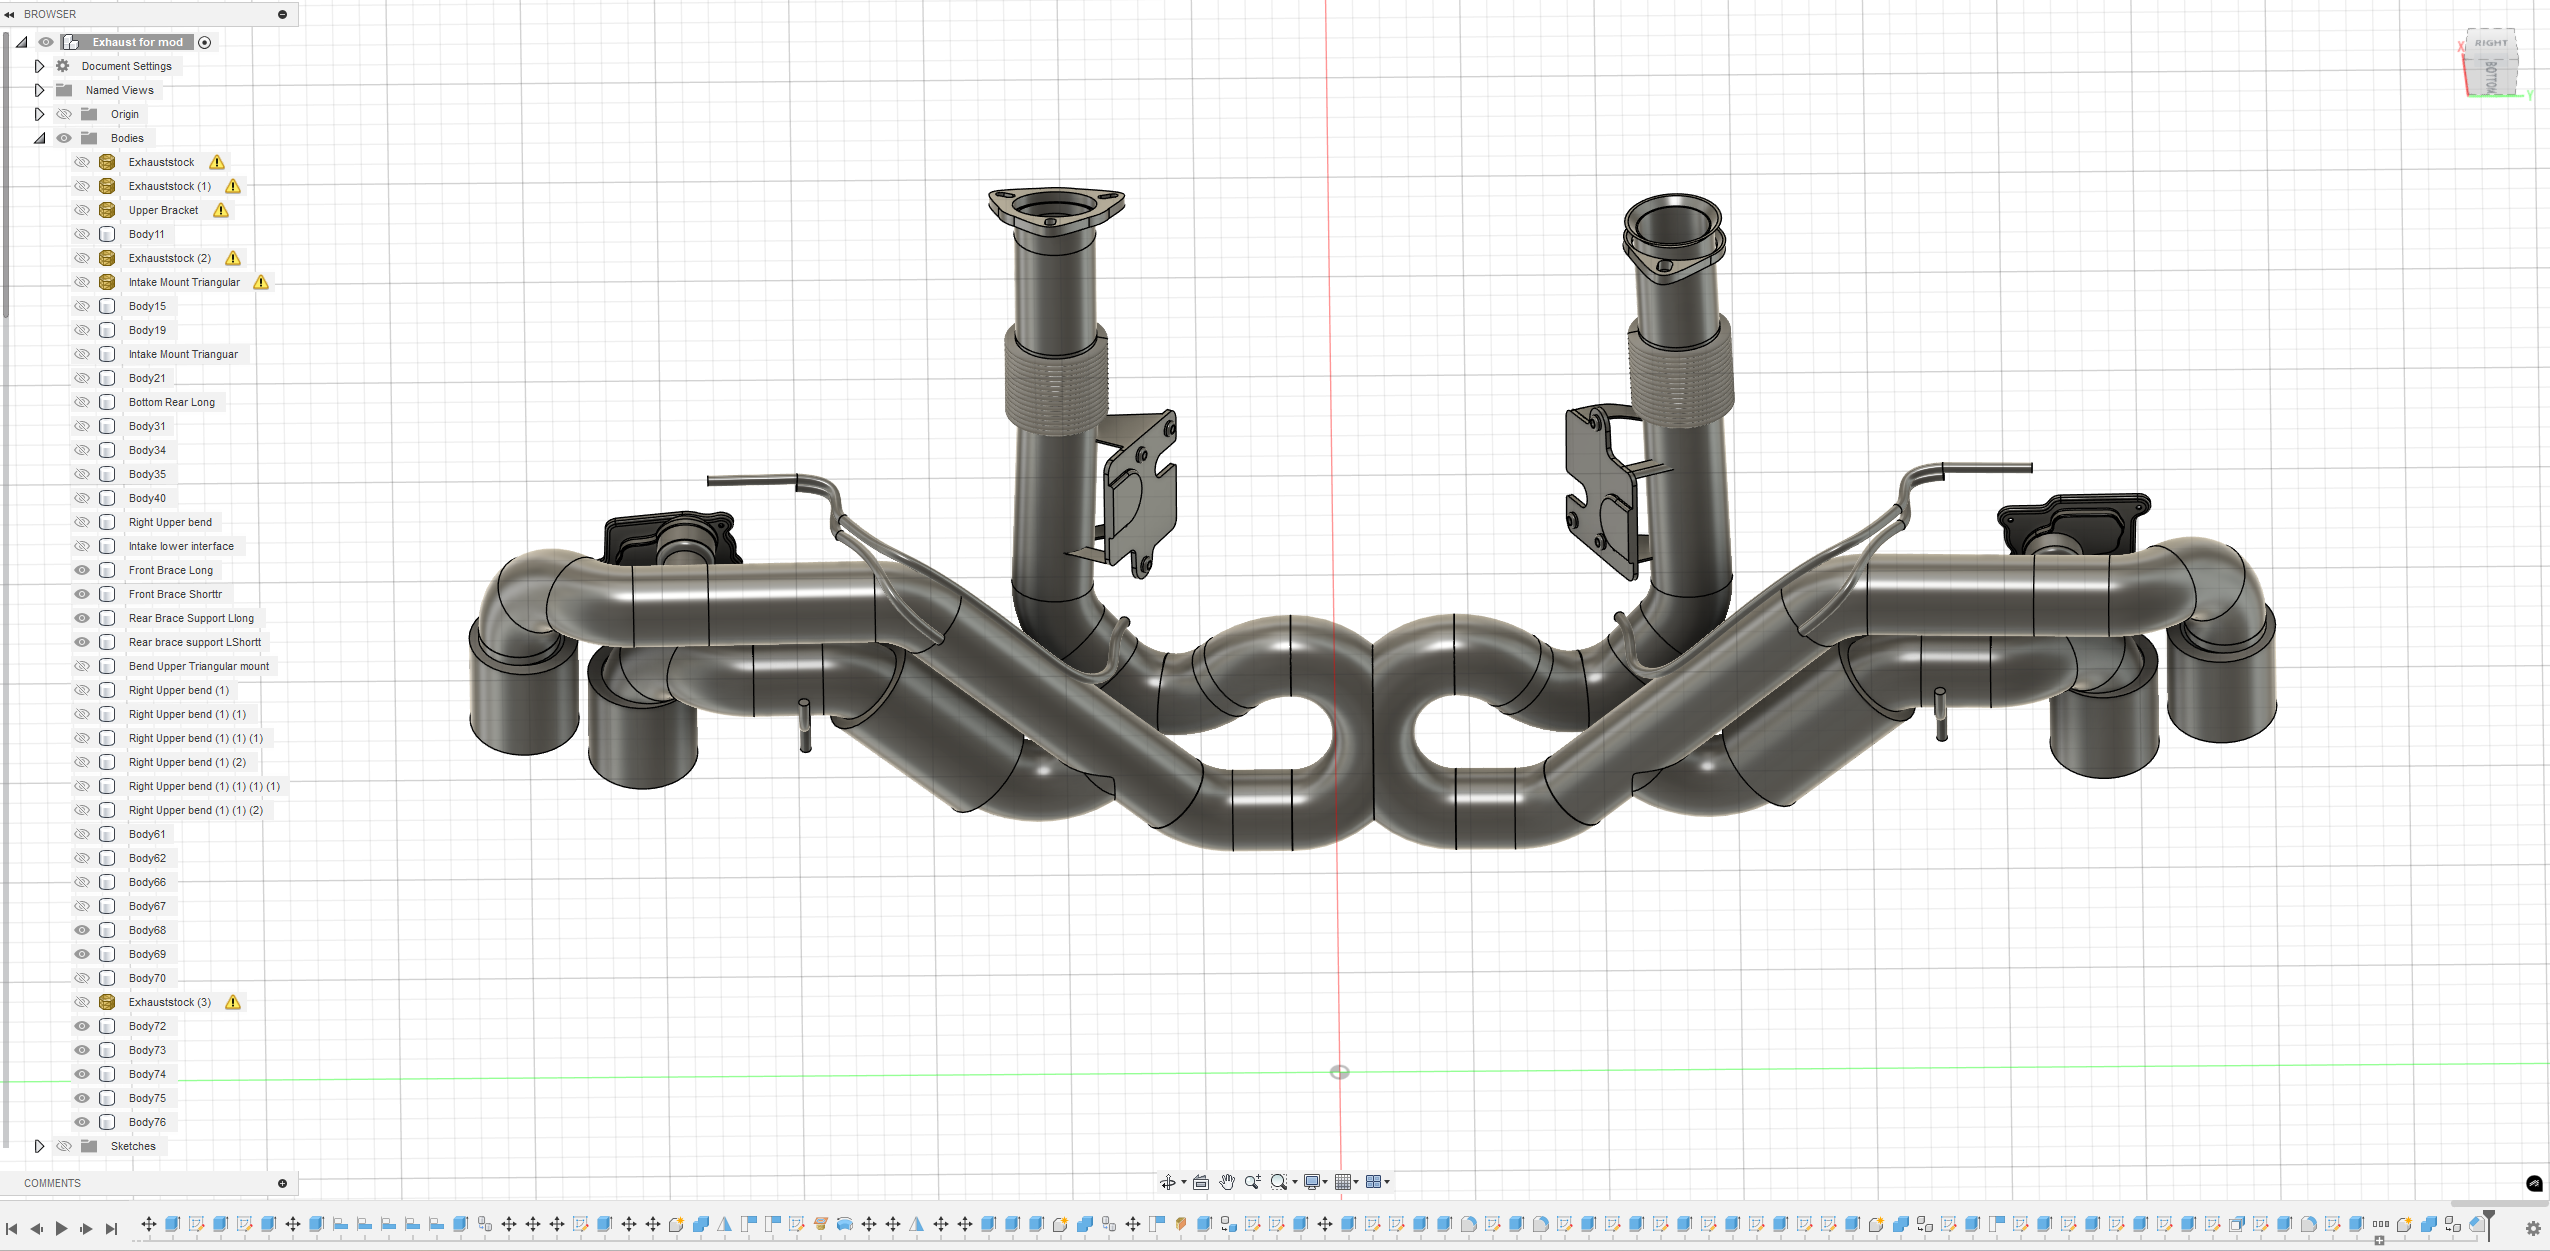 BROWSER
Exhaust for mod
Document Settings
Named Views
Origin
Bodies
Exhauststock
Exhauststock (1)
Upper Bracket
Body11
Exhauststock (2)
Intake Mount Triangular
Body15
Body19
Intake Mount Trianguar
Body21
Bottom Rear Long
Body31
Body34
Body35
Body40
Right Upper bend
Intake lower interface
Front Brace Long
Front Brace Shorttr
Rear Brace Support Llong
Rear brace support LShortt
Bend Upper Triangular mount
Right Upper bend (1)
Right Upper bend (1) (1)
Right Upper bend (1) (1) (1)
Right Upper bend (1) (2)
Right Upper bend (1) (1) (1) (1)
Right Upper bend (1) (1) (2)
Body61
Body62
Body66
Body67
Body68
Body69
Body70
Exhauststock (3)
Body72
Body73
Body74
Body75
Body76
Sketches
COMMENTS
RIGHT
BOTTOM
X
Y